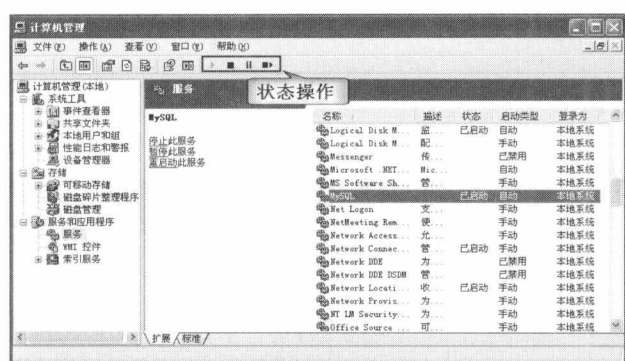 计算机管理
文件(F) 操作(A) 查看(V) 窗口(W) 帮助(H)
状态操作
计算机管理(本地)
系统工具
事件查看器
共享文件夹
本地用户和组
性能日志和警报
设备管理器
存储
可移动存储
磁盘碎片整理程序
磁盘管理
服务和应用程序
服务
WMI 控件
索引服务
服务
MySQL
停止此服务
暂停此服务
重启动此服务
名称 / 描述 状态 启动类型 登录为
Logical Disk M... 监... 已启动 自动 本地系统
Logical Disk M... 配... 手动 本地系统
Messenger 传... 已禁用 本地系统
Microsoft .NET... Mic... 自动 本地系统
MS Software Sh... 管... 手动 本地系统
MySQL 已启动 自动 本地系统
Net Logon 支... 手动 本地系统
NetMeeting Rem... 使... 手动 本地系统
Network Access... 允... 手动 本地系统
Network Connec... 管... 已启动 手动 本地系统
Network DDE 为... 已禁用 本地系统
Network DDE DSDM 管... 已禁用 本地系统
Network Locati... 收... 已启动 手动 本地系统
Network Provis... 为... 手动 本地系统
NT LM Security... 为... 手动 本地系统
Office Source ... 可... 手动 本地系统
扩展 标准